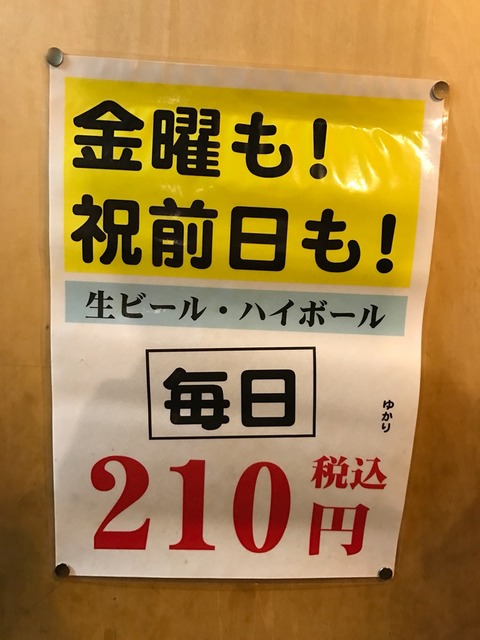 金曜も!
祝前日も!
生ビール・ハイボール
毎日
ゆかり
210円
税込